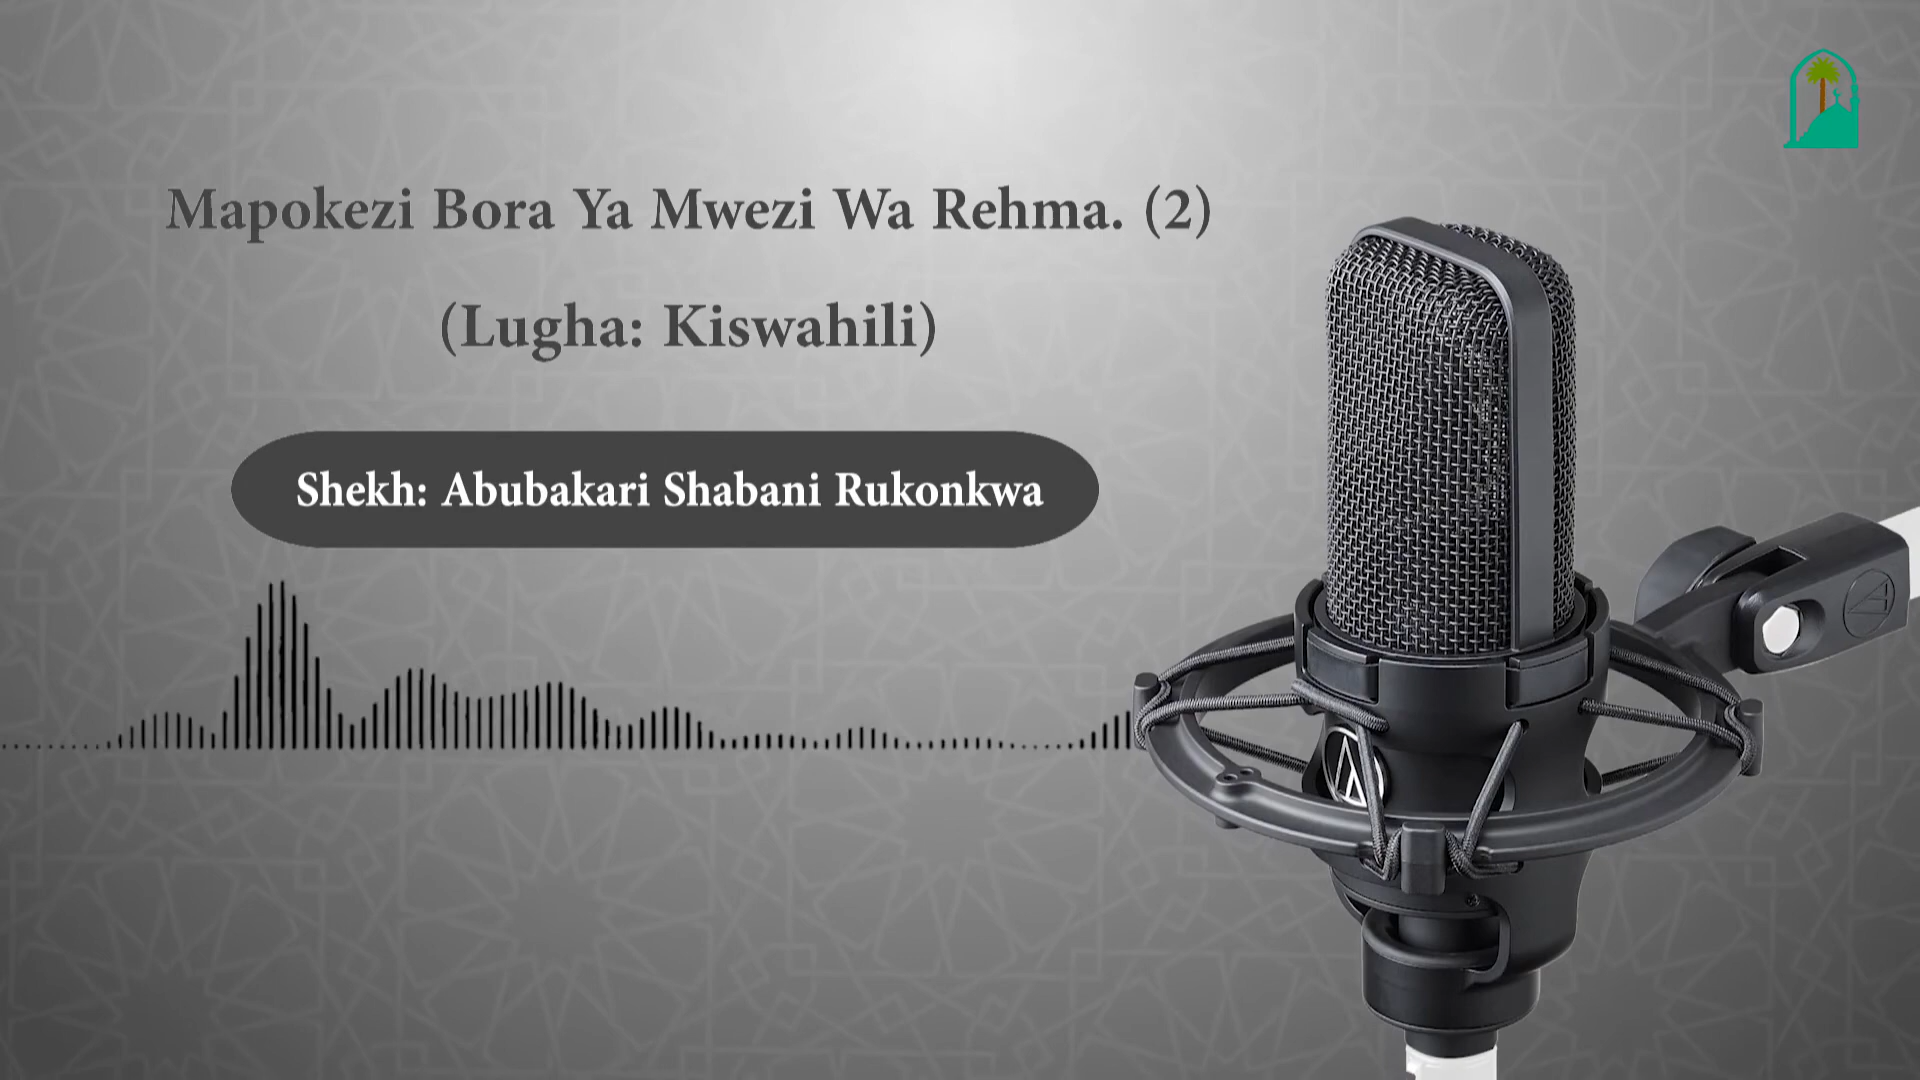 Mapokezi Bora Ya Mwezi Wa Rehma. (2)
(Lugha: Kiswahili)
Shekh: Abubakari Shabani Rukonkwa